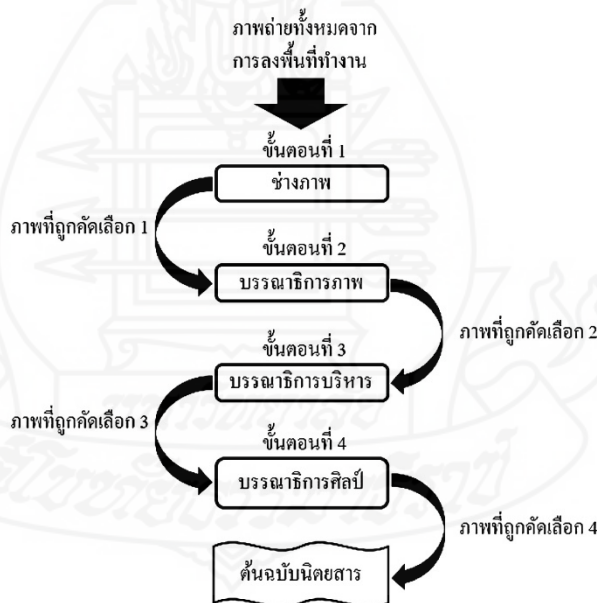 ภาพถ่ายทั้งหมดจาก
การลงพื้นที่ทำงาน
ขั้นตอนที่ 1
ช่างภาพ
ภาพที่ถูกคัดเลือก 1
ขั้นตอนที่ 2
บรรณาธิการภาพ
ภาพที่ถูกคัดเลือก 2
ขั้นตอนที่ 3
บรรณาธิการบริหาร
ภาพที่ถูกคัดเลือก 3
ขั้นตอนที่ 4
บรรณาธิการศิลป์
ภาพที่ถูกคัดเลือก 4
ต้นฉบับนิตยสาร